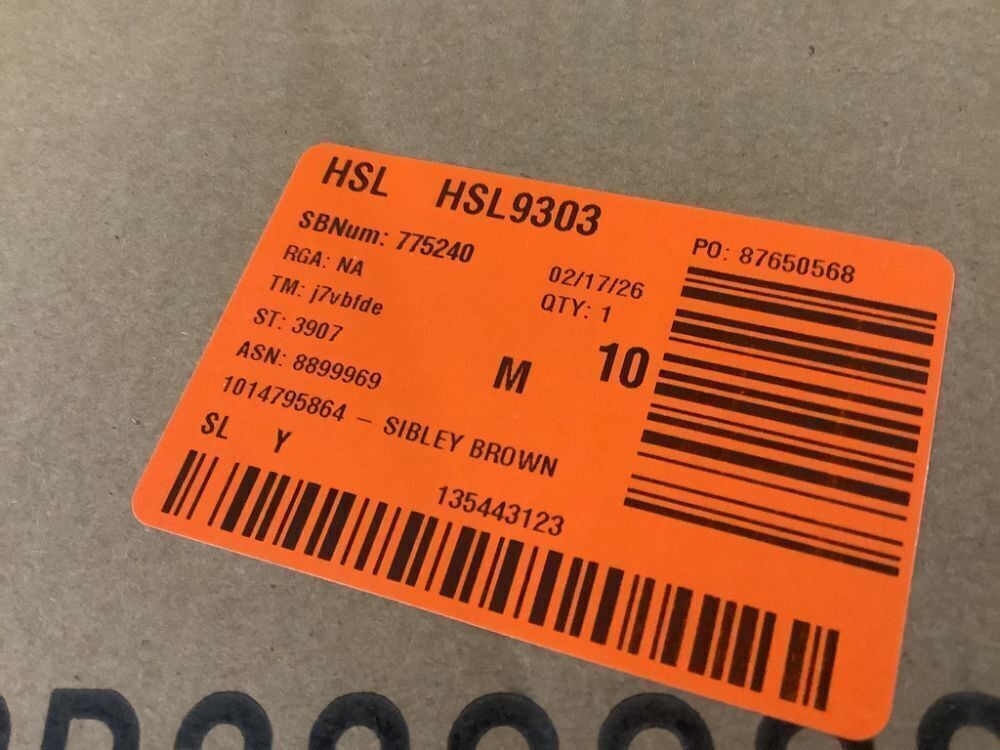 HSL HSL9303
SBNum: 775240
RGA: NA
02/17/26
PO: 87650568
TM: j7vbfde
QTY: 1
ST: 3907
M 10
ASN: 8899969
1014795864 – SIBLEY BROWN
SL Y
135443123